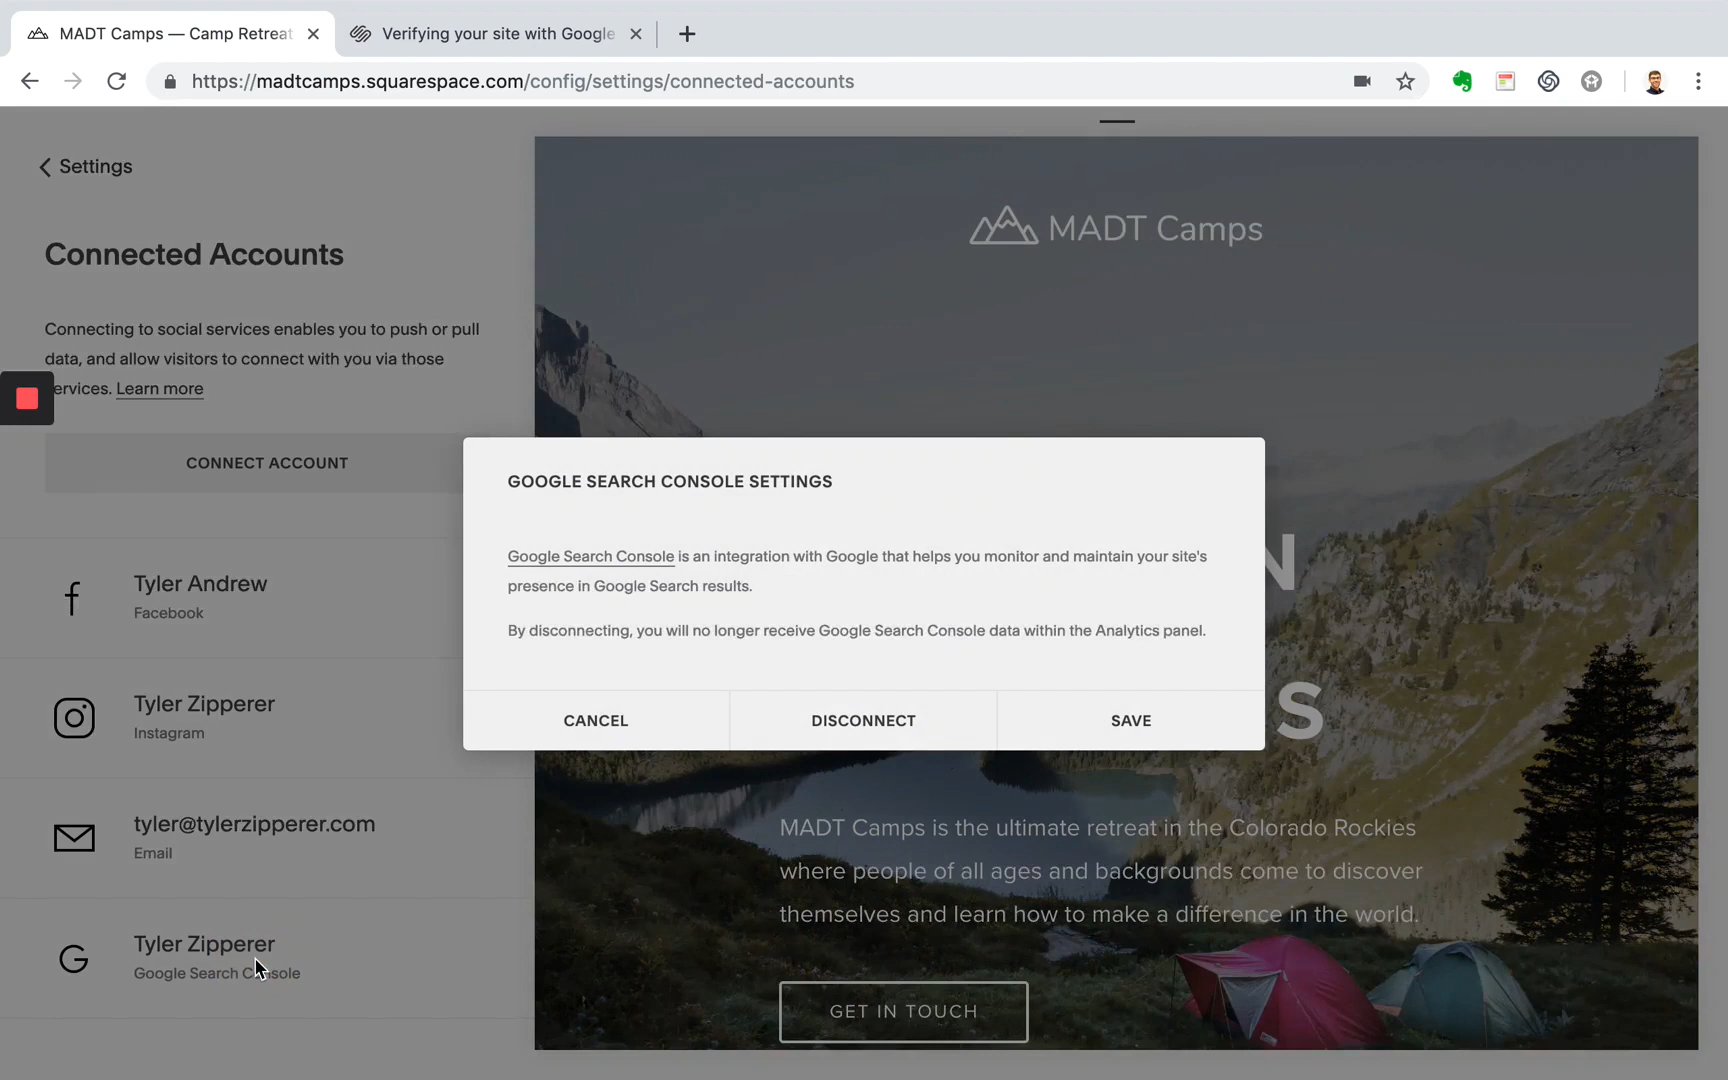 MADT Camps — Camp Retreat
Verifying your site with Google
https://madtcamps.squarespace.com/config/settings/connected-accounts
Settings
Connected Accounts
Connecting to social services enables you to push or pull
data, and allow visitors to connect with you via those
ervices. Learn more
CONNECT ACCOUNT
Tyler Andrew
Facebook
Tyler Zipperer
Instagram
tyler@tylerzipperer.com
Email
Tyler Zipperer
Google Search Console
MADT Camps
GOOGLE SEARCH CONSOLE SETTINGS
Google Search Console is an integration with Google that helps you monitor and maintain your site's
presence in Google Search results.
By disconnecting, you will no longer receive Google Search Console data within the Analytics panel.
CANCEL
DISCONNECT
SAVE
N
S
MADT Camps is the ultimate retreat in the Colorado Rockies
where people of all ages and backgrounds come to discover
themselves and learn how to make a difference in the world.
GET IN TOUCH